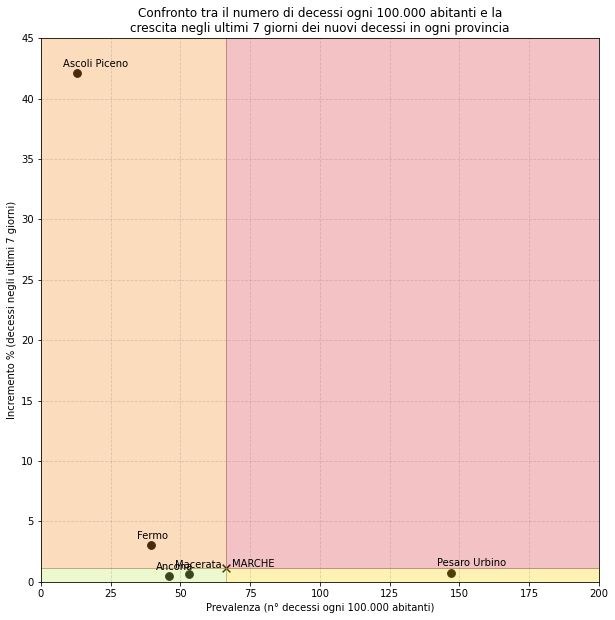 Confronto tra il numero di decessi ogni 100.000 abitanti e la
crescita negli ultimi 7 giorni dei nuovi decessi in ogni provincia
Incremento % (decessi negli ultimi 7 giorni)
45
40
35
30
25
20
15
10
5
0
Ascoli Piceno
Fermo
Ancona
Macerata
MARCHE
Pesaro Urbino
0
25
50
75
100
125
150
175
200
Prevalenza (n° decessi ogni 100.000 abitanti)